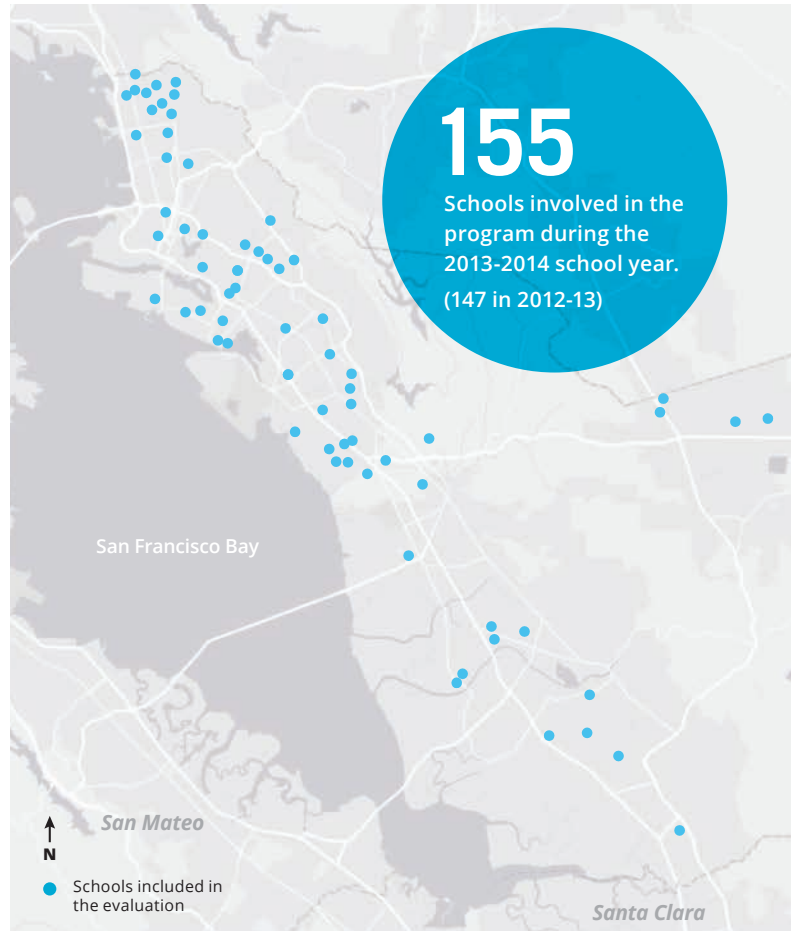 155
Schools involved in the
program during the
2013-2014 school year.
(147 in 2012-13)
San Francisco Bay
San Mateo
N
Schools included in
the evaluation
Santa Clara